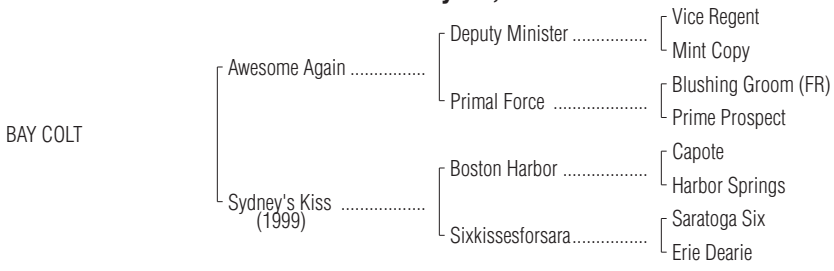 Vice Regent
Deputy Minister ................
Mint Copy
Awesome Again ................
Blushing Groom (FR)
Primal Force ....................
Prime Prospect
BAY COLT
Capote
Boston Harbor ..................
Harbor Springs
Sydney's Kiss ..................
(1999)
Saratoga Six
Sixkissesforsara................
Erie Dearie